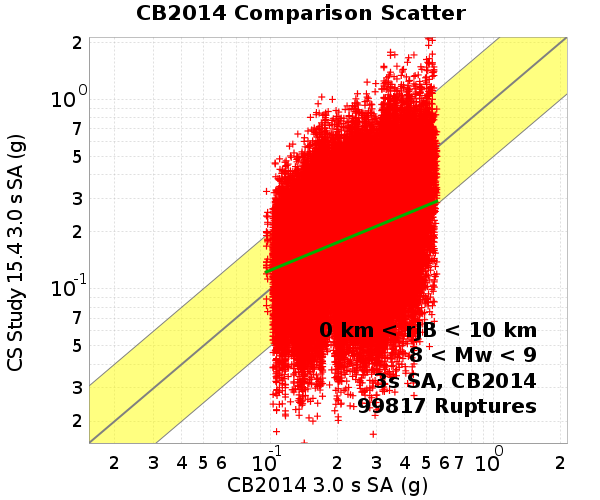 CB2014 Comparison Scatter
CS Study 15.4 3.0 s SA (g)
2
10^0
7
5
3
2
10^-1
7
5
3
2
0 km < rJB < 10 km
8 < Mw < 9
3s SA, CB2014
99817 Ruptures
2 3 4 5 6 10^-1 2 3 4 5 6 7 10^0 2
CB2014 3.0 s SA (g)